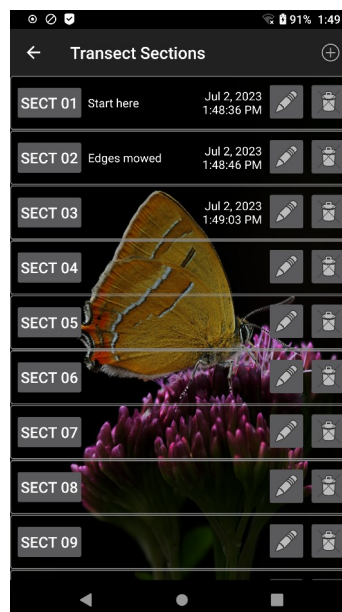 91% 1:49
Transect Sections
SECT 01 Start here Jul 2, 2023
1:48:36 PM
SECT 02 Edges mowed Jul 2, 2023
1:48:46 PM
SECT 03 Jul 2, 2023
1:49:03 PM
SECT 04
SECT 05
SECT 06
SECT 07
SECT 08
SECT 09